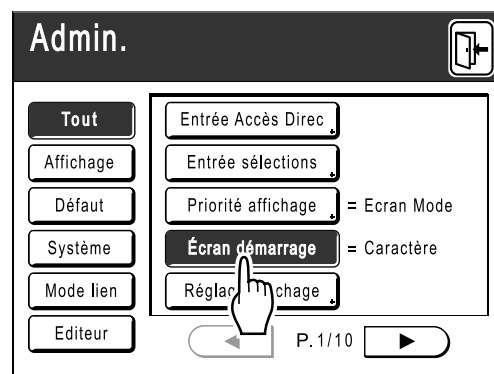 Admin.
Tout
Affichage
Défaut
Système
Mode lien
Editeur
Entrée Accès Direc
Entrée sélections
Priorité affichage = Ecran Mode
Écran démarrage = Caractère
P.1/10